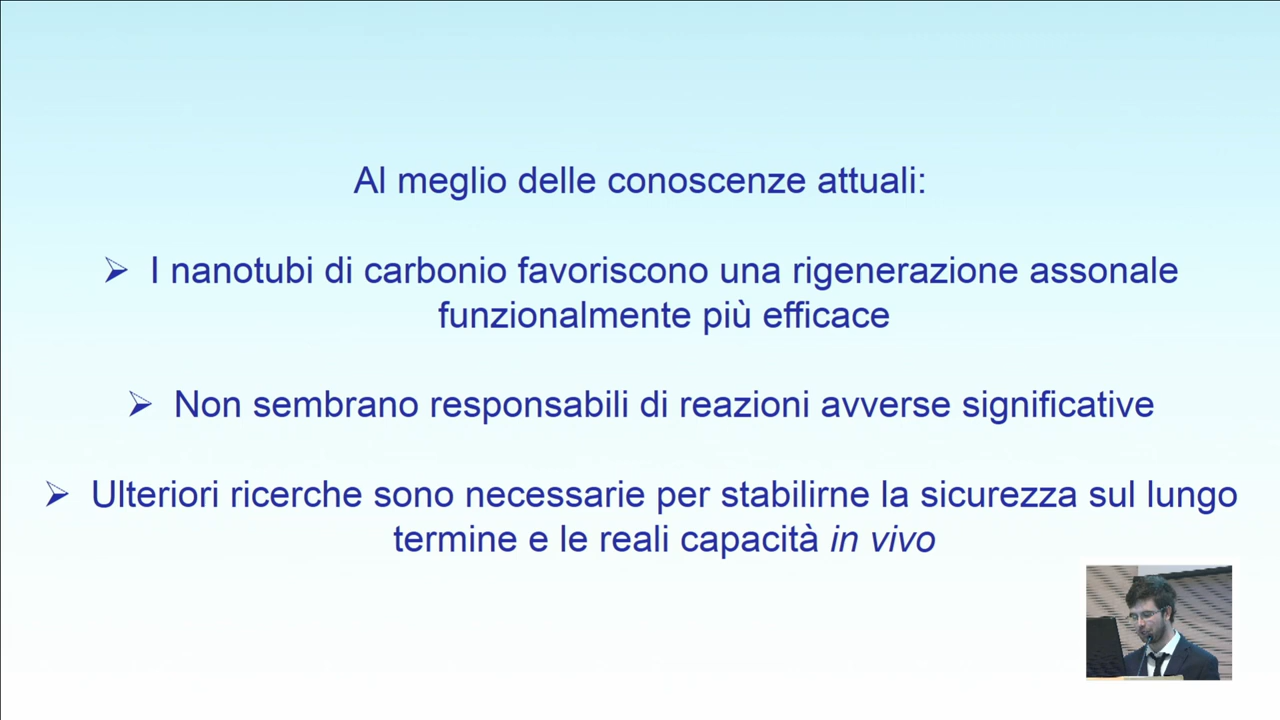 Al meglio delle conoscenze attuali:
➢ I nanotubi di carbonio favoriscono una rigenerazione assonale
funzionalmente più efficace
➢ Non sembrano responsabili di reazioni avverse significative
➢ Ulteriori ricerche sono necessarie per stabilirne la sicurezza sul lungo
termine e le reali capacità in vivo